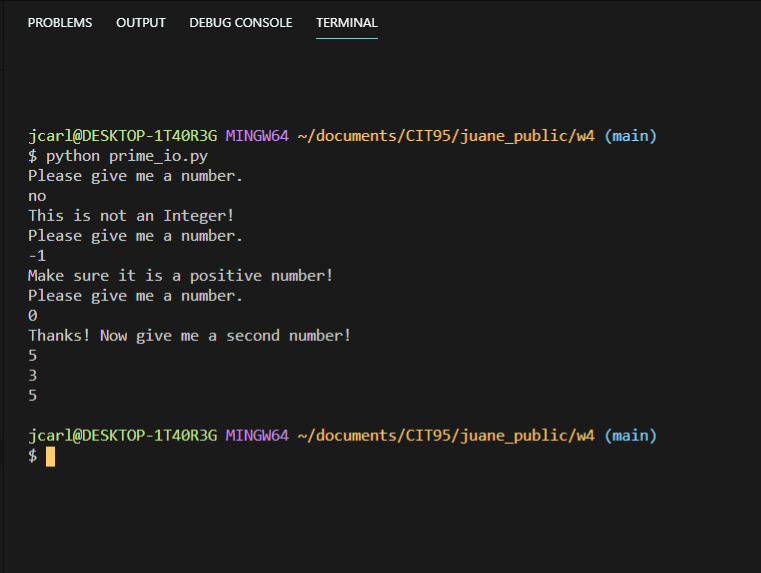 PROBLEMS OUTPUT DEBUG CONSOLE TERMINAL
jcarl@DESKTOP-1T40R3G MINGW64 ~/documents/CIT95/juane_public/w4 (main)
$ python prime_io.py
Please give me a number.
no
This is not an Integer!
Please give me a number.
-1
Make sure it is a positive number!
Please give me a number.
0
Thanks! Now give me a second number!
5
3
5
jcarl@DESKTOP-1T40R3G MINGW64 ~/documents/CIT95/juane_public/w4 (main)
$